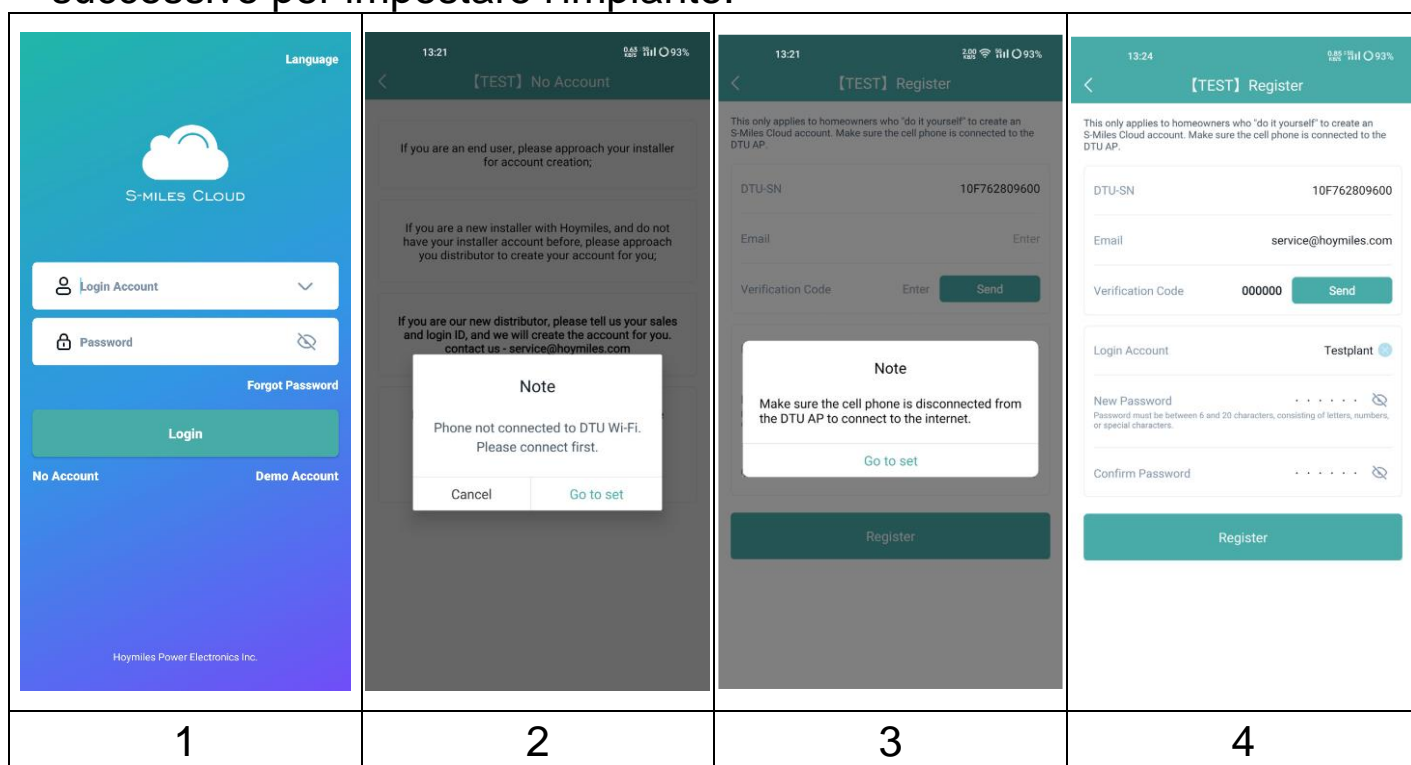 successivo per impostare l'impianto.
Language
S-MILES CLOUD
Login Account
Password
Forgot Password
Login
No Account
Demo Account
Hoymiles Power Electronics Inc.
1
13:21
93%
【TEST】No Account
If you are an end user, please approach your installer
for account creation;
If you are a new installer with Hoymiles, and do not
have your installer account before, please approach
you distributor to create your account for you;
If you are our new distributor, please tell us your sales
and login ID, and we will create the account for you.
contact us - service@hoymiles.com
Note
Phone not connected to DTU Wi-Fi.
Please connect first.
Cancel
Go to set
2
13:21
2.00 KB/S 93%
【TEST】Register
This only applies to homeowners who "do it yourself" to create an
S-Miles Cloud account. Make sure the cell phone is connected to the
DTU AP.
DTU-SN 10F762809600
Email Enter
Verification Code Enter Send
Note
Make sure the cell phone is disconnected from
the DTU AP to connect to the internet.
Go to set
Register
3
13:24
0.85 KB/S 93%
【TEST】Register
This only applies to homeowners who "do it yourself" to create an
S-Miles Cloud account. Make sure the cell phone is connected to the
DTU AP.
DTU-SN 10F762809600
Email service@hoymiles.com
Verification Code 000000 Send
Login Account Testplant
New Password
Password must be between 6 and 20 characters, consisting of letters, numbers,
or special characters.
Confirm Password
Register
4